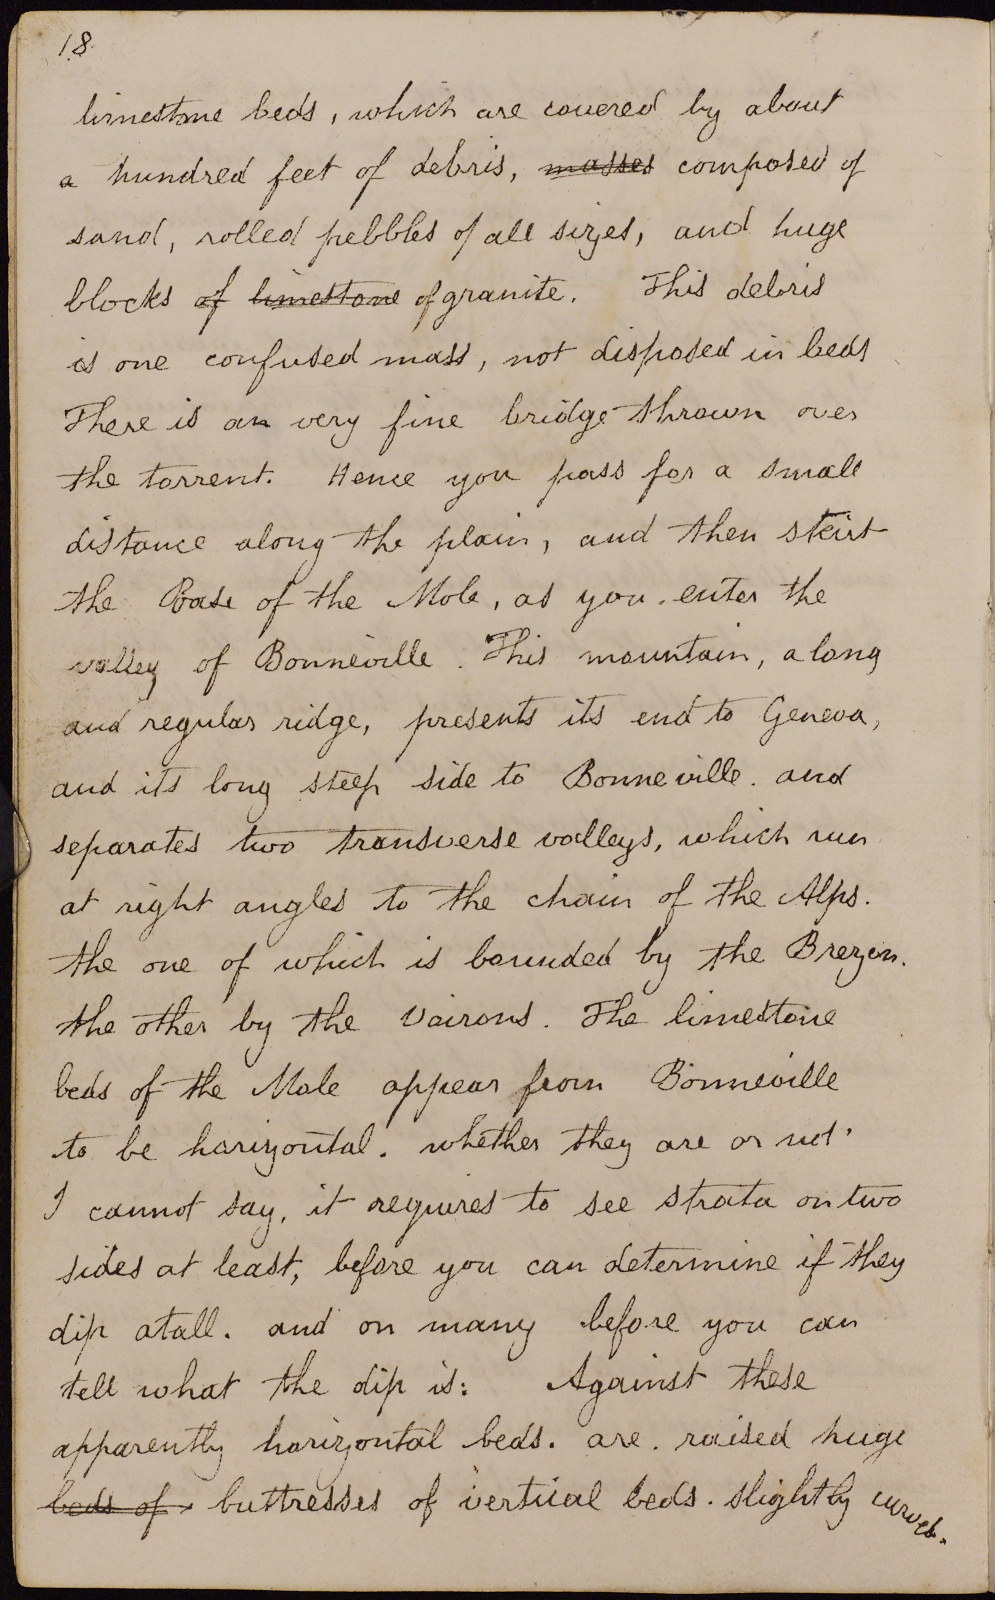 18
limestone beds, which are covered by about
a hundred feet of debris, masses composed of
sand, rolled pebbles of all sizes, and huge
blocks of limestone of granite. This debris
is one confused mass, not disposed in beds
There is an very fine bridge thrown over
the torrent. Hence you pass for a small
distance along the plain, and then skirt
the Base of the Mole, as you enter the
valley of Bonneville. This mountain, a long
and regular ridge, presents its end to Geneva,
and its long steep side to Bonneville. and
separates two transverse valleys, which run
at right angles to the chain of the Alps.
the one of which is bounded by the Brezon.
the other by the Voirons. The limestone
beds of the Mole appear from Bonneville
to be horizontal. whether they are or not
I cannot say, it requires to see strata on two
sides at least, before you can determine if they
dip atall. and on many before you can
tell what the dip is: Against these
apparently horizontal beds. are. raised huge
beds of buttresses of vertical beds. slightly curved.